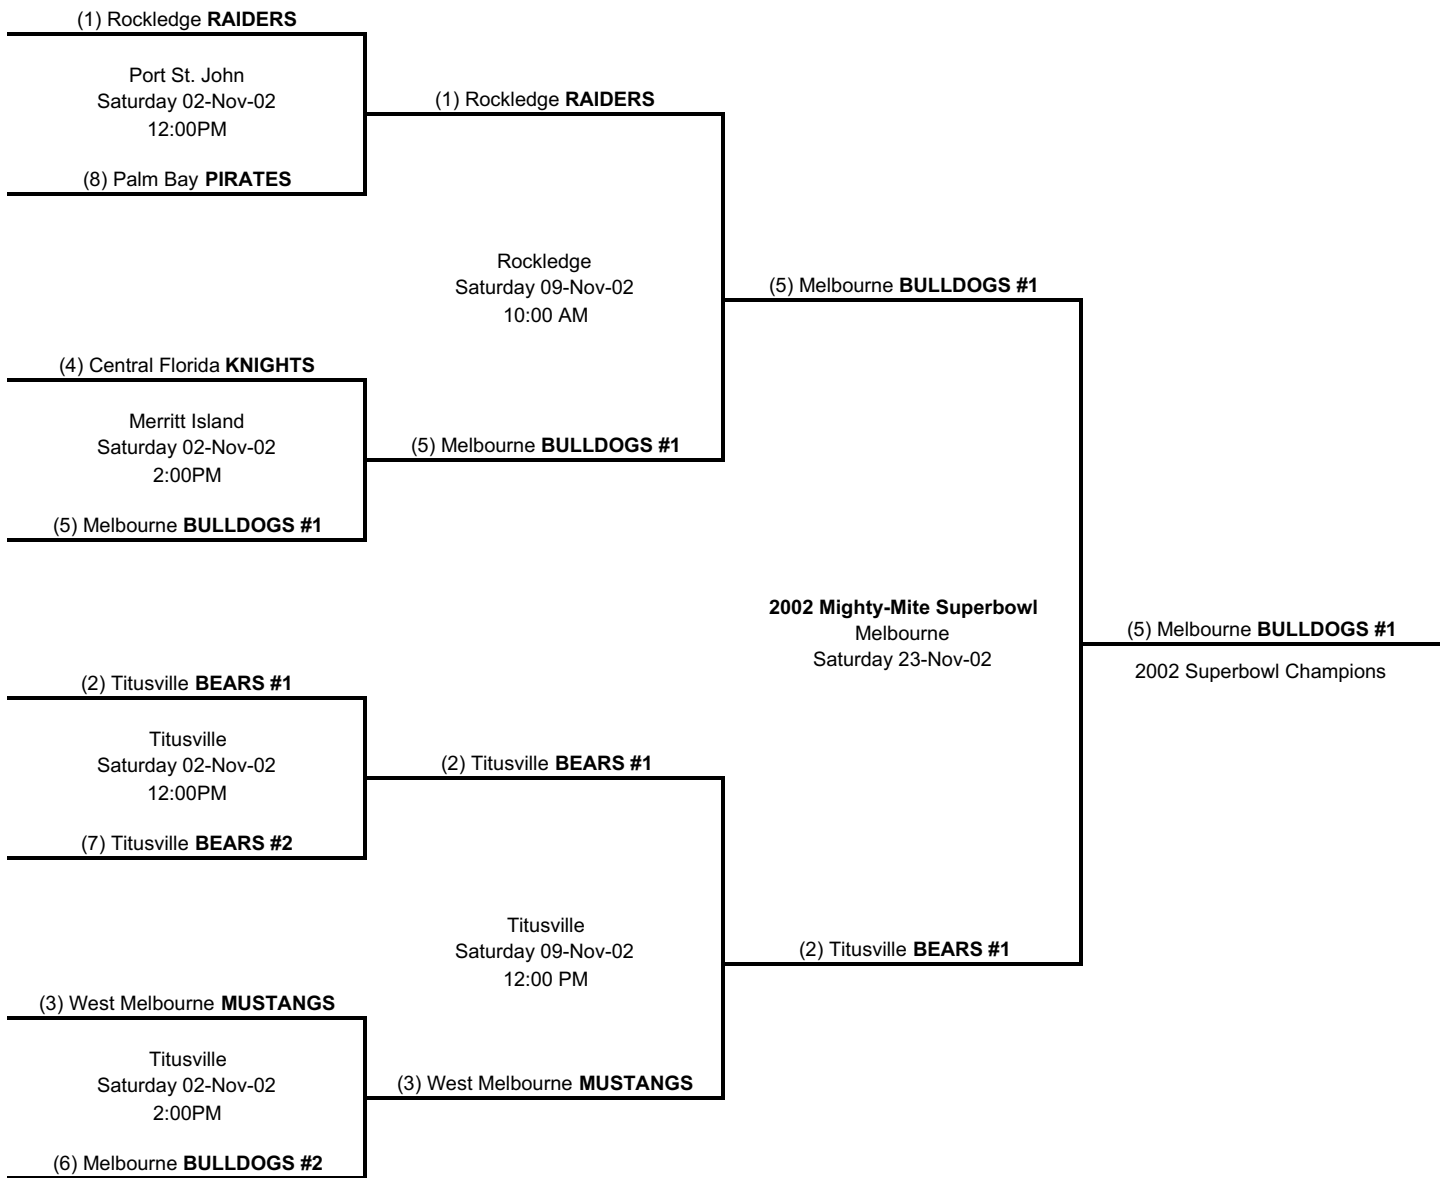 (1) Rockledge RAIDERS
Port St. John
Saturday 02-Nov-02
12:00PM
(8) Palm Bay PIRATES
(4) Central Florida KNIGHTS
Merritt Island
Saturday 02-Nov-02
2:00PM
(5) Melbourne BULLDOGS #1
(2) Titusville BEARS #1
Titusville
Saturday 02-Nov-02
12:00PM
(7) Titusville BEARS #2
(3) West Melbourne MUSTANGS
Titusville
Saturday 02-Nov-02
2:00PM
(6) Melbourne BULLDOGS #2
(1) Rockledge RAIDERS
Rockledge
Saturday 09-Nov-02
10:00 AM
(5) Melbourne BULLDOGS #1
(2) Titusville BEARS #1
Titusville
Saturday 09-Nov-02
12:00 PM
(3) West Melbourne MUSTANGS
(5) Melbourne BULLDOGS #1
2002 Mighty-Mite Superbowl
Melbourne
Saturday 23-Nov-02
(2) Titusville BEARS #1
(5) Melbourne BULLDOGS #1
2002 Superbowl Champions